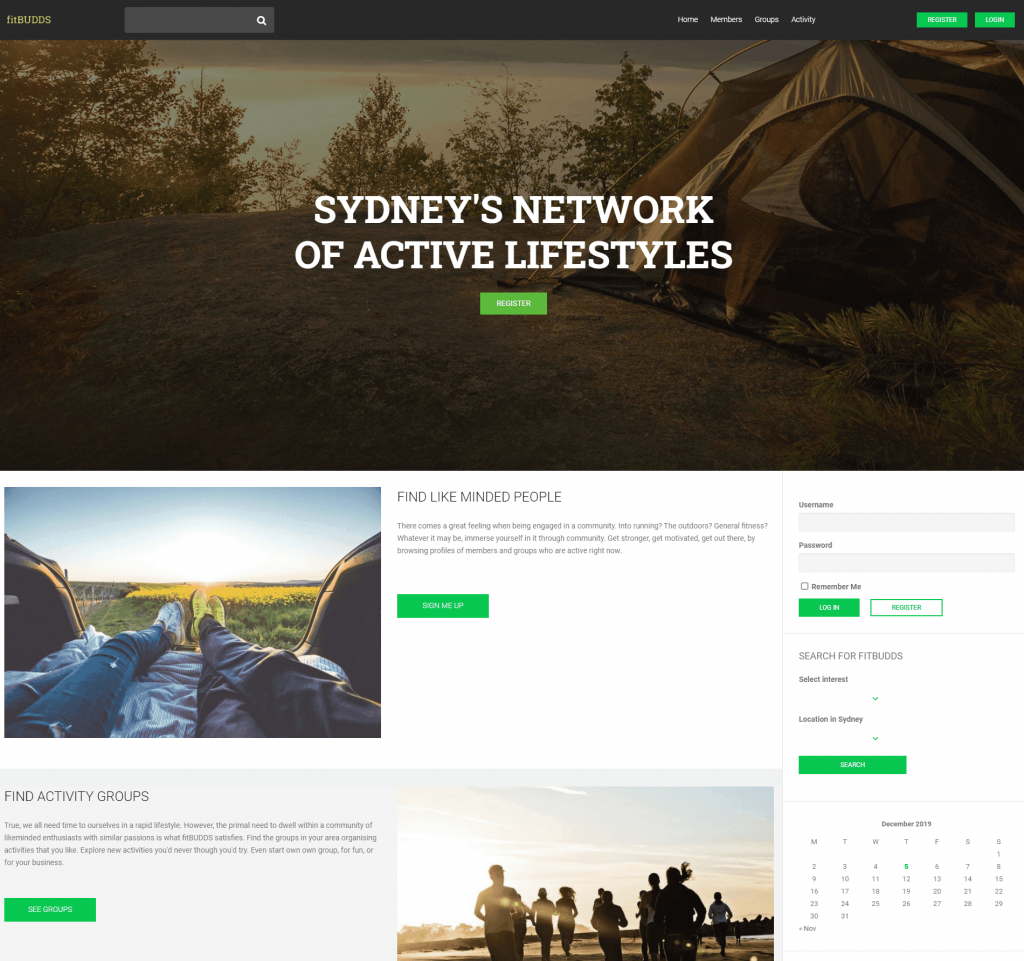 fitBUDDS
Home Members Groups Activity
REGISTER LOGIN
SYDNEY'S NETWORK
OF ACTIVE LIFESTYLES
REGISTER
FIND LIKE MINDED PEOPLE
There comes a great feeling when being engaged in a community. Into running? The outdoors? General fitness?
Whatever it may be, immerse yourself in it through community. Get stronger, get motivated, get out there, by
browsing profiles of members and groups who are active right now.
SIGN ME UP
FIND ACTIVITY GROUPS
True, we all need time to ourselves in a rapid lifestyle. However, the primal need to dwell within a community of
likeminded enthusiasts with similar passions is what fitBUDDS satisfies. Find the groups in your area organising
activities that you like. Explore new activities you'd never though you'd try. Even start own own group, for fun, or
for your business.
SEE GROUPS
Username
Password
Remember Me
LOG IN REGISTER
SEARCH FOR FITBUDDS
Select interest
Location in Sydney
SEARCH
December 2019
M T W T F S S
1
2 3 4 5 6 7 8
9 10 11 12 13 14 15
16 17 18 19 20 21 22
23 24 25 26 27 28 29
30 31
« Nov